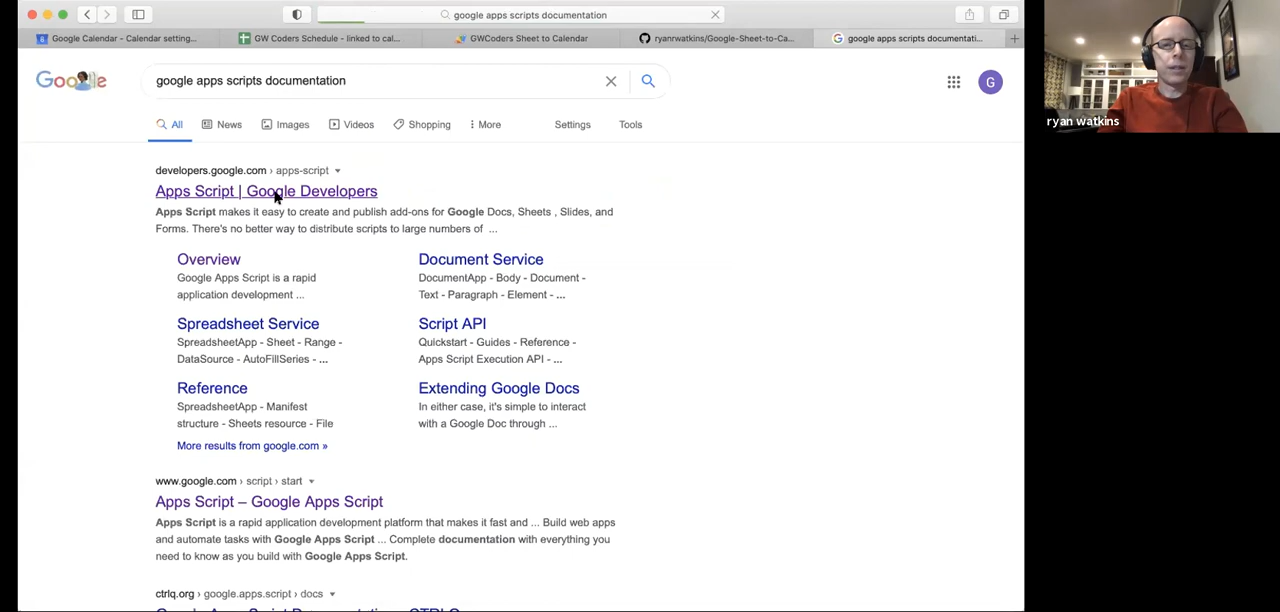 google apps scripts documentation
Google Calendar - Calendar setting...
GW Coders Schedule - linked to cal...
GWCoders Sheet to Calendar
ryanrwatkins/Google-Sheet-to-Ca...
google apps scripts documentati...
Google
google apps scripts documentation
G
ryan watkins
All
News
Images
Videos
Shopping
More
Settings
Tools
developers.google.com › apps-script
Apps Script | Google Developers
Apps Script makes it easy to create and publish add-ons for Google Docs, Sheets , Slides, and
Forms. There's no better way to distribute scripts to large numbers of ...
Overview
Google Apps Script is a rapid
application development ...
Document Service
DocumentApp - Body - Document -
Text - Paragraph - Element - ...
Spreadsheet Service
SpreadsheetApp - Sheet - Range -
DataSource - AutoFillSeries - ...
Script API
Quickstart - Guides - Reference -
Apps Script Execution API - ...
Reference
SpreadsheetApp - Manifest
structure - Sheets resource - File
Extending Google Docs
In either case, it's simple to interact
with a Google Doc through ...
More results from google.com »
www.google.com › script › start
Apps Script – Google Apps Script
Apps Script is a rapid application development platform that makes it fast and ... Build web apps
and automate tasks with Google Apps Script ... Complete documentation with everything you
need to know as you build with Google Apps Script.
ctrlq.org › google.apps.script › docs
Google Apps Script Documentation - CTRLQ